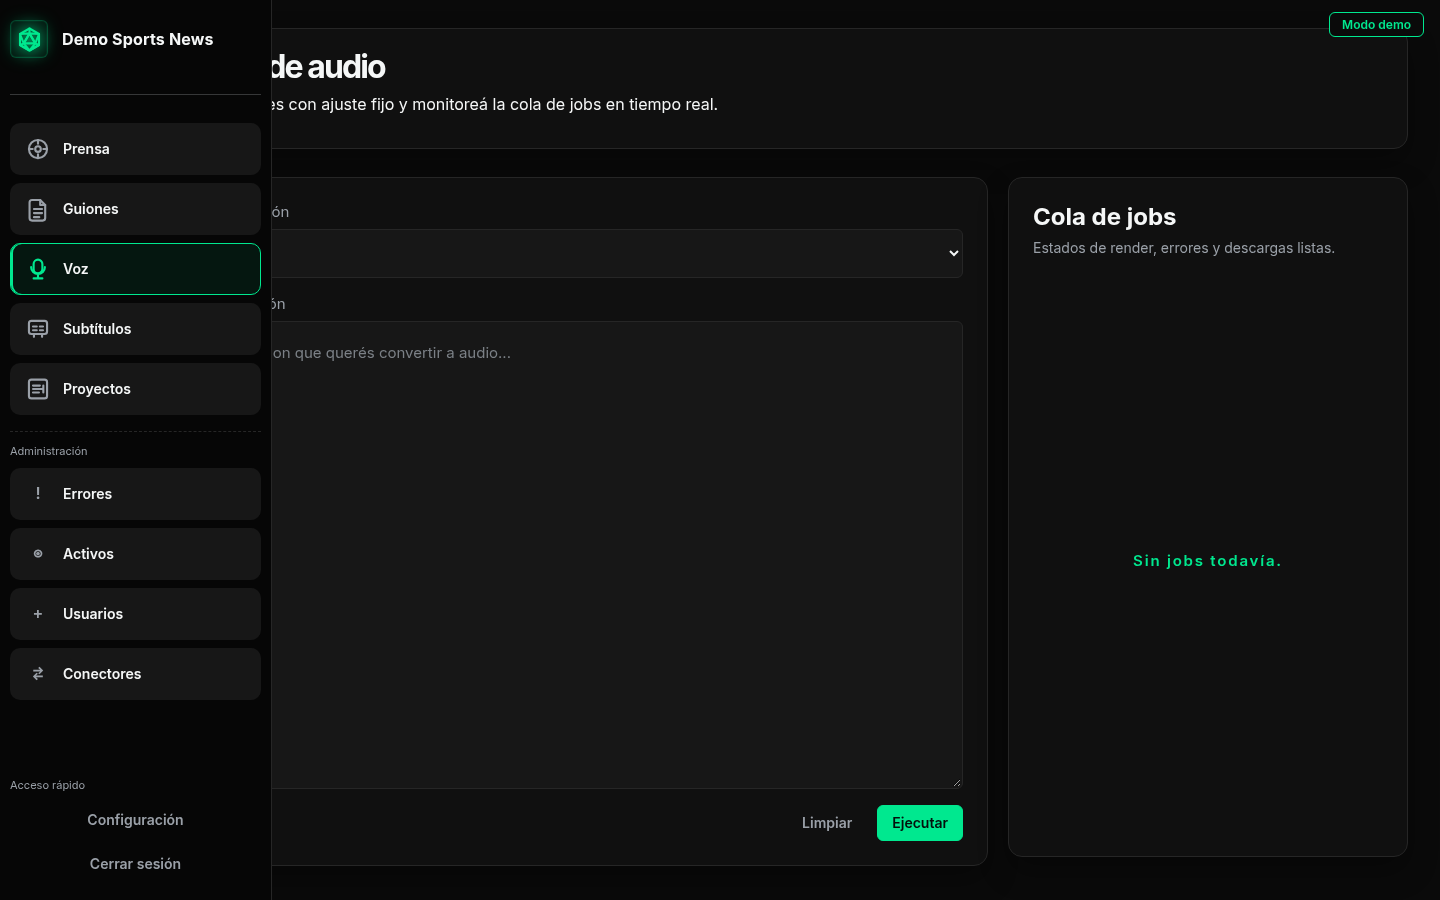 Demo Sports News
Modo demo
de audio
es con ajuste fijo y monitoreá la cola de jobs en tiempo real.
Prensa
Guiones
Voz
Subtítulos
Proyectos
Administración
Errores
Activos
Usuarios
Conectores
Acceso rápido
Configuración
Cerrar sesión
ón
ón
on que querés convertir a audio...
Limpiar
Ejecutar
Cola de jobs
Estados de render, errores y descargas listas.
Sin jobs todavía.